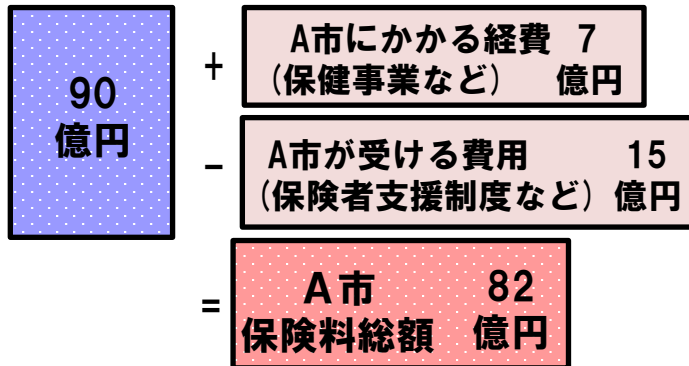 90
億円
+
A市にかかる経費 7
(保健事業など) 億円
-
A市が受ける費用 15
(保険者支援制度など) 億円
=
A市 82
保険料総額 億円